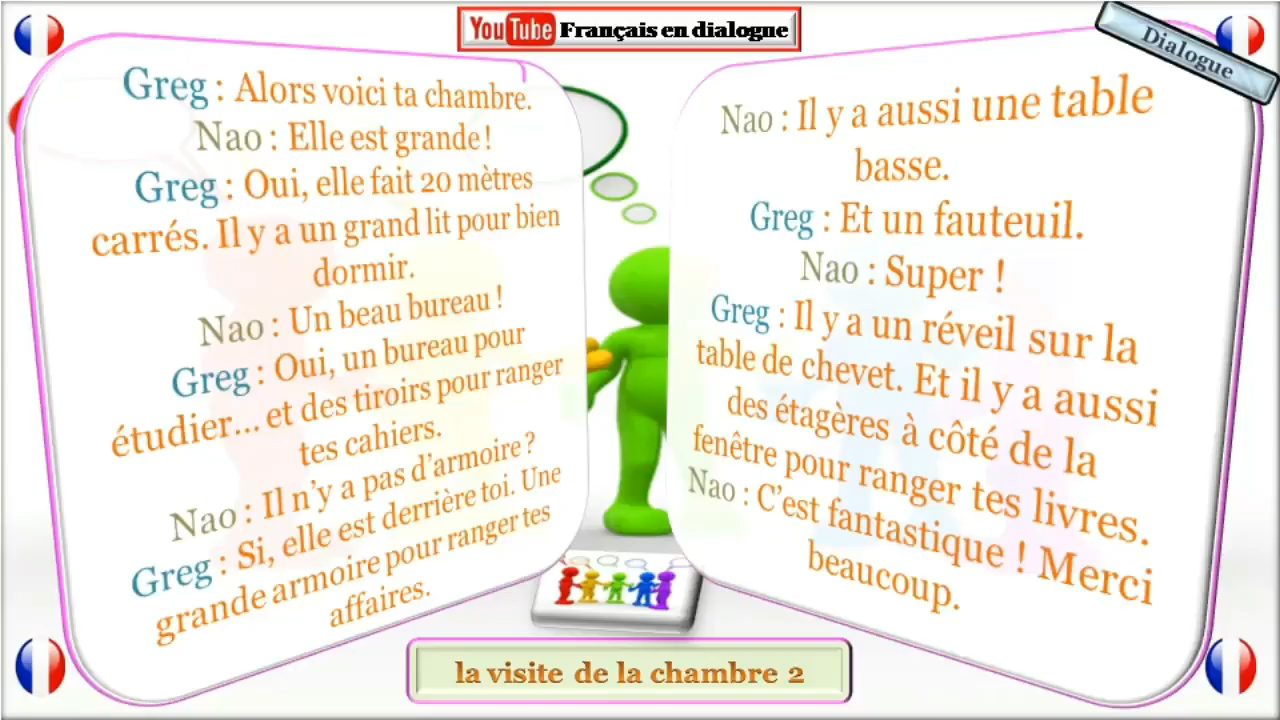 YouTube Français en dialogue
Dialogue
Greg : Alors voici ta chambre.
Nao : Elle est grande !
Greg : Oui, elle fait 20 mètres
carrés. Il y a un grand lit pour bien
dormir.
Nao : Un beau bureau !
Greg : Oui, un bureau pour
étudier... et des tiroirs pour ranger
tes cahiers.
Nao : Il n’y a pas d’armoire ?
Greg : Si, elle est derrière toi. Une
grande armoire pour ranger tes
affaires.
Nao : Il y a aussi une table
basse.
Greg : Et un fauteuil.
Nao : Super !
Greg : Il y a un réveil sur la
table de chevet. Et il y a aussi
des étagères à côté de la
fenêtre pour ranger tes livres.
Nao : C’est fantastique ! Merci
beaucoup.
la visite de la chambre 2